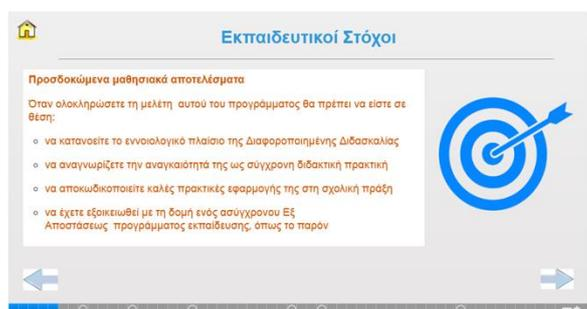 Εκπαιδευτικοί Στόχοι
Προσδοκώμενα μαθησιακά αποτελέσματα
Όταν ολοκληρώσετε τη μελέτη αυτού του προγράμματος θα πρέπει να είστε σε
θέση:
να κατανοείτε το εννοιολογικό πλαίσιο της Διαφοροποιημένης Διδασκαλίας
να αναγνωρίζετε την αναγκαιότητά της ως σύγχρονη διδακτική πρακτική
να αποκωδικοποιείτε καλές πρακτικές εφαρμογής της στη σχολική πράξη
να έχετε εξοικειωθεί με τη δομή ενός ασύγχρονου Εξ
Αποστάσεως προγράμματος εκπαίδευσης, όπως το παρόν